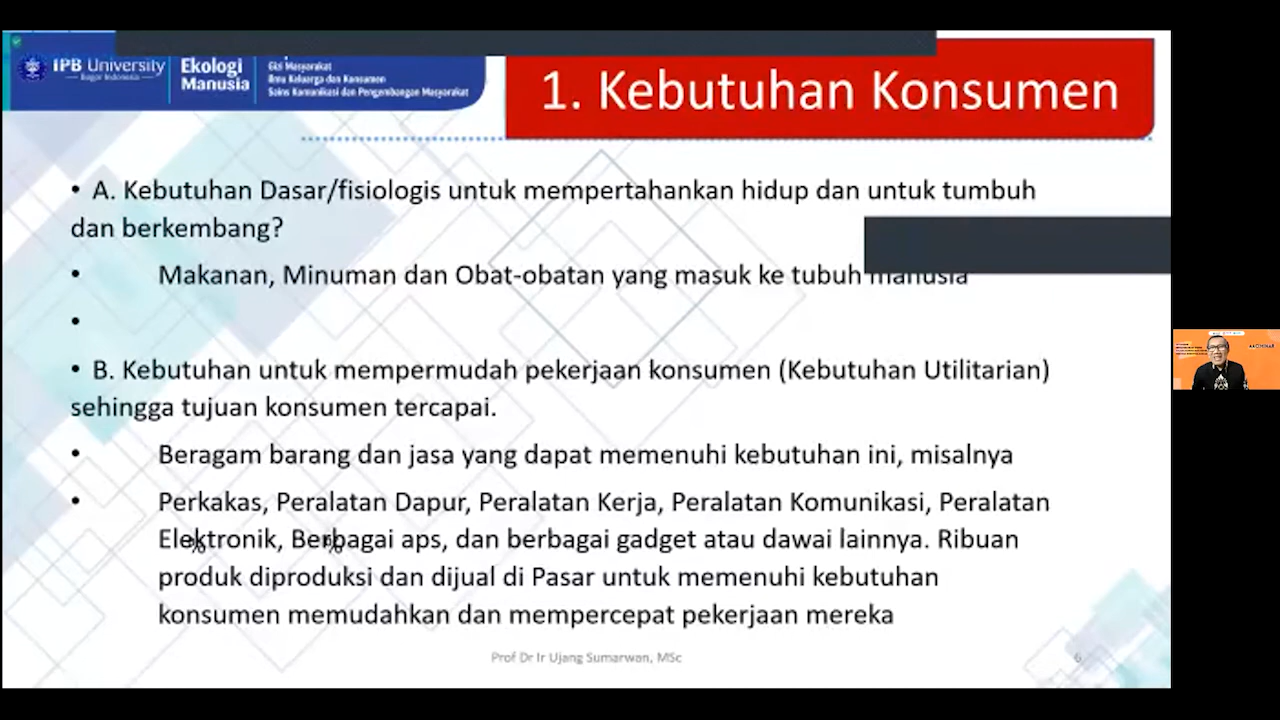 IPB University
Bogor Indonesia
Ekologi
Manusia
Gizi Masyarakat
Ilmu Keluarga dan Konsumen
Sains Komunikasi dan Pengembangan Masyarakat
1. Kebutuhan Konsumen
• A. Kebutuhan Dasar/fisiologis untuk mempertahankan hidup dan untuk tumbuh
dan berkembang?
• Makanan, Minuman dan Obat-obatan yang masuk ke tubuh manusia
•
• B. Kebutuhan untuk mempermudah pekerjaan konsumen (Kebutuhan Utilitarian)
sehingga tujuan konsumen tercapai.
• Beragam barang dan jasa yang dapat memenuhi kebutuhan ini, misalnya
• Perkakas, Peralatan Dapur, Peralatan Kerja, Peralatan Komunikasi, Peralatan
Elektronik, Berbagai aps, dan berbagai gadget atau dawai lainnya. Ribuan
produk diproduksi dan dijual di Pasar untuk memenuhi kebutuhan
konsumen memudahkan dan mempercepat pekerjaan mereka
Prof Dr Ir Ujang Sumarwan, MSc
6